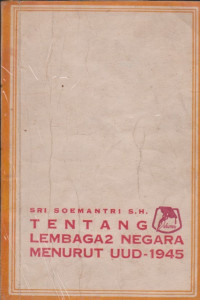 SRI SOEMANTRI S.H.
TENTANG
LEMBAGA2 NEGARA
MENURUT UUD-1945